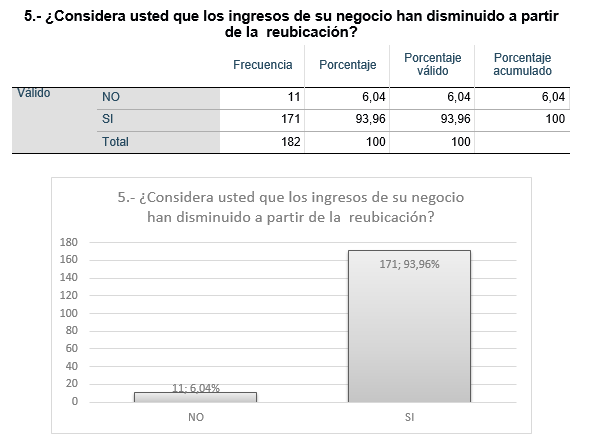 5.- ¿Considera usted que los ingresos de su negocio han disminuido a partir
de la  reubicación?
Frecuencia Porcentaje Porcentaje válido Porcentaje acumulado
Válido NO 11 6,04 6,04 6,04
SI 171 93,96 93,96 100
Total 182 100 100
5.- ¿Considera usted que los ingresos de su negocio
han disminuido a partir de la  reubicación?
180
160
140
120
100
80
60
40
20
0
171; 93,96%
11; 6,04%
NO SI